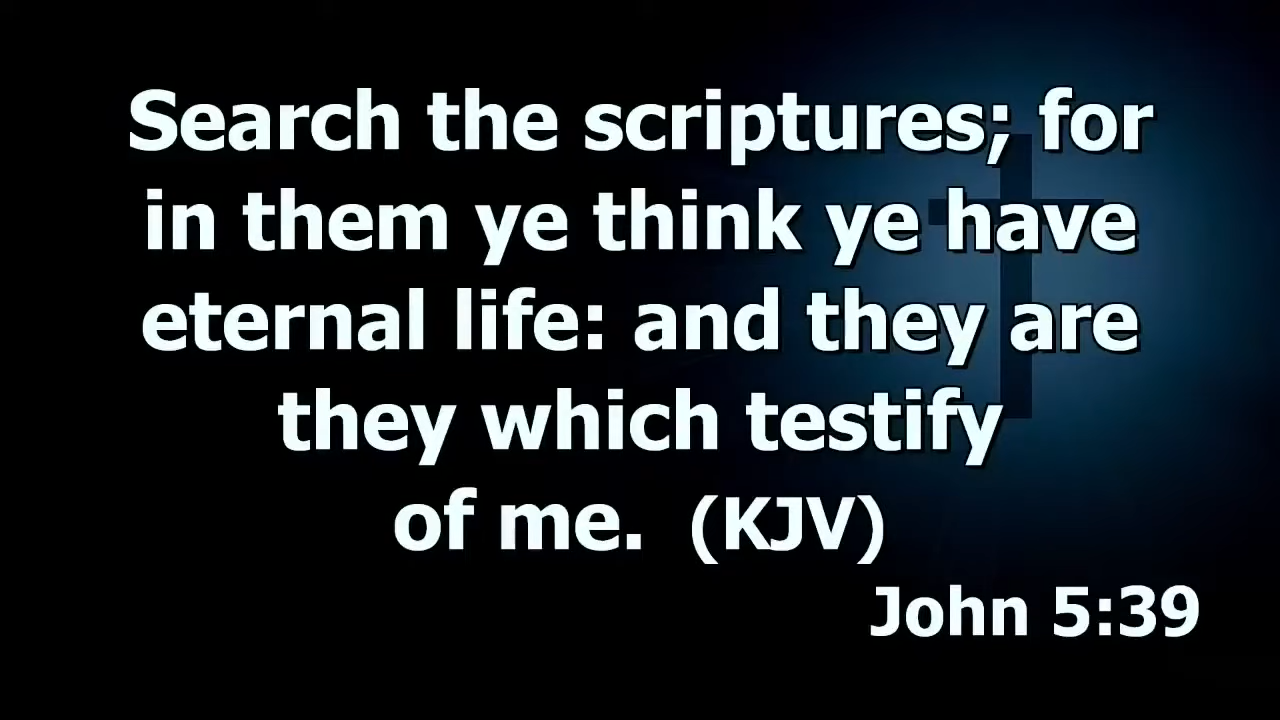 Search the scriptures; for
in them ye think ye have
eternal life: and they are
they which testify
of me.  (KJV)
John 5:39